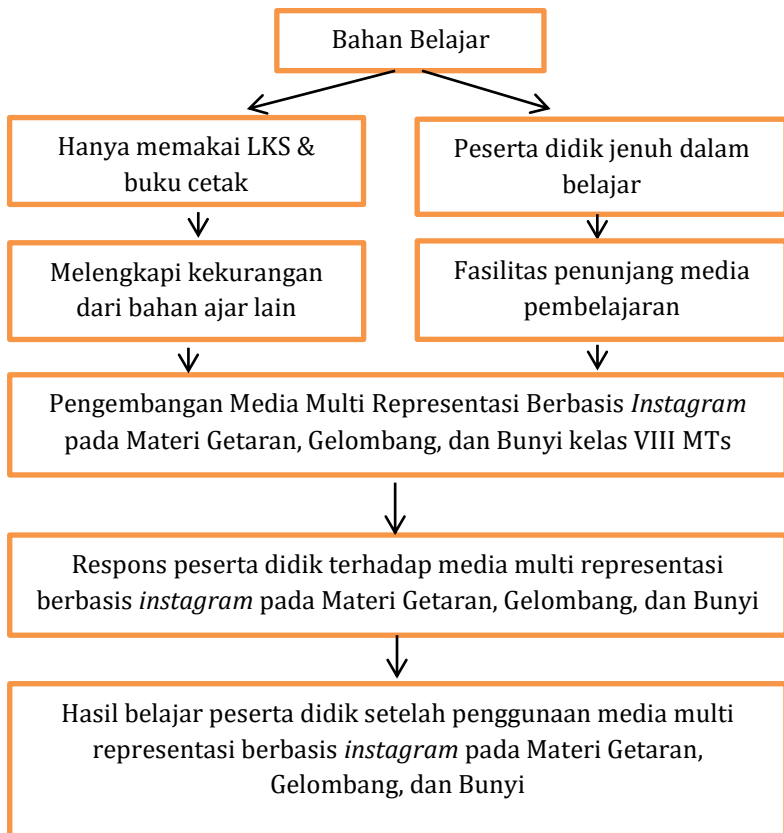 Bahan Belajar
Hanya memakai LKS &
buku cetak
Peserta didik jenuh dalam
belajar
Melengkapi kekurangan
dari bahan ajar lain
Fasilitas penunjang media
pembelajaran
Pengembangan Media Multi Representasi Berbasis Instagram
pada Materi Getaran, Gelombang, dan Bunyi kelas VIII MTs
Respons peserta didik terhadap media multi representasi
berbasis instagram pada Materi Getaran, Gelombang, dan Bunyi
Hasil belajar peserta didik setelah penggunaan media multi
representasi berbasis instagram pada Materi Getaran,
Gelombang, dan Bunyi